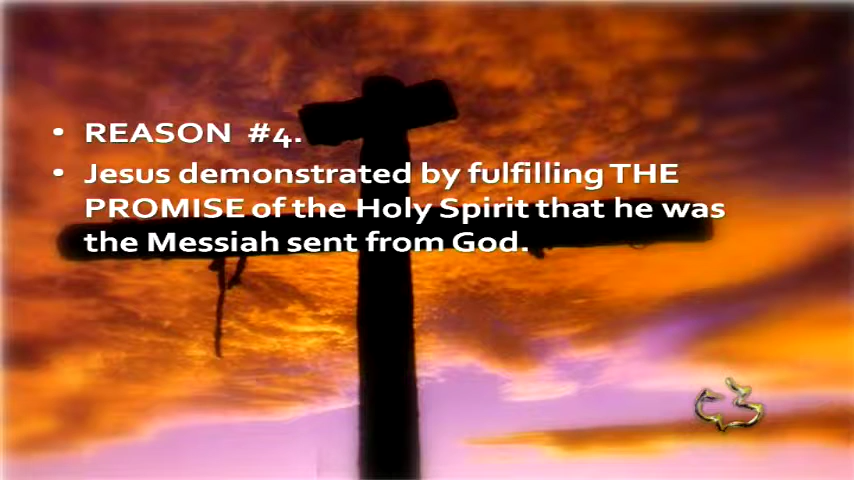 • REASON #4.
• Jesus demonstrated by fulfilling THE
PROMISE of the Holy Spirit that he was
the Messiah sent from God.